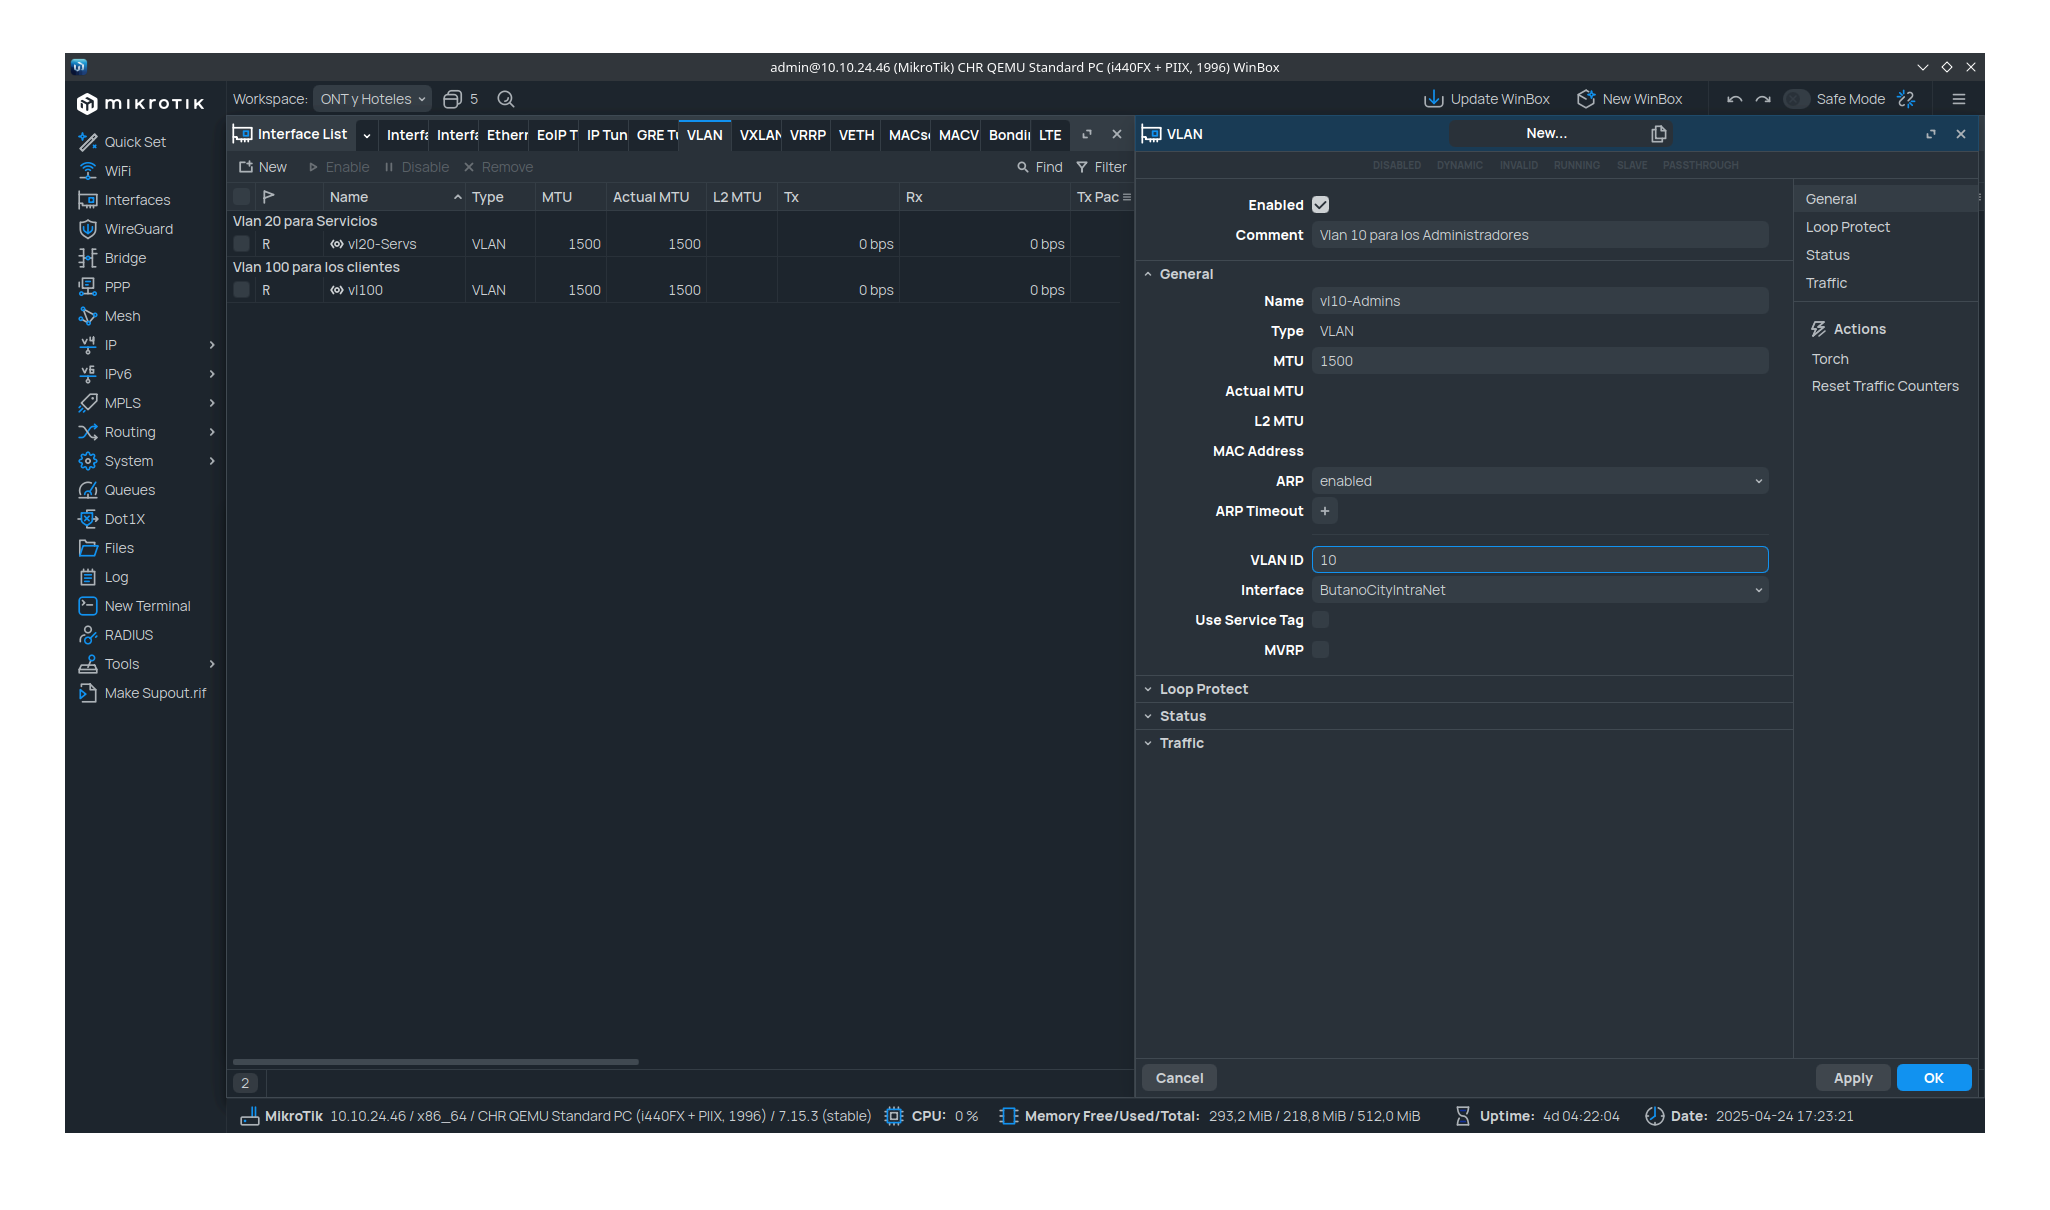 admin@10.10.24.46 (MikroTik) CHR QEMU Standard PC (i440FX + PIIX, 1996) WinBox
MIKROTIK
Workspace: ONT y Hoteles 5
Update WinBox New WinBox Safe Mode
Quick Set
WiFi
Interfaces
WireGuard
Bridge
PPP
Mesh
IP
IPv6
MPLS
Routing
System
Queues
Dot1X
Files
Log
New Terminal
RADIUS
Tools
Make Supout.rif
Interface List Interfa Interfa Ethern EoIP T IP Tun GRE Tu VLAN VXLAN VRRP VETH MACse MACV Bondi LTE
New Enable Disable Remove Find Filter
Name Type MTU Actual MTU L2 MTU Tx Rx Tx Pac
Vlan 20 para Servicios
R vl20-Servs VLAN 1500 1500 0 bps 0 bps
Vlan 100 para los clientes
R vl100 VLAN 1500 1500 0 bps 0 bps
2
VLAN New...
DISABLED DYNAMIC INVALID RUNNING SLAVE PASSTHROUGH
Enabled
Comment Vlan 10 para los Administradores
General
Name vl10-Admins
Type VLAN
MTU 1500
Actual MTU
L2 MTU
MAC Address
ARP enabled
ARP Timeout +
VLAN ID 10
Interface ButanoCityIntraNet
Use Service Tag
MVRP
Loop Protect
Status
Traffic
General
Loop Protect
Status
Traffic
Actions
Torch
Reset Traffic Counters
Cancel Apply OK
MikroTik 10.10.24.46 / x86_64 / CHR QEMU Standard PC (i440FX + PIIX, 1996) / 7.15.3 (stable) CPU: 0 % Memory Free/Used/Total: 293,2 MiB / 218,8 MiB / 512,0 MiB Uptime: 4d 04:22:04 Date: 2025-04-24 17:23:21